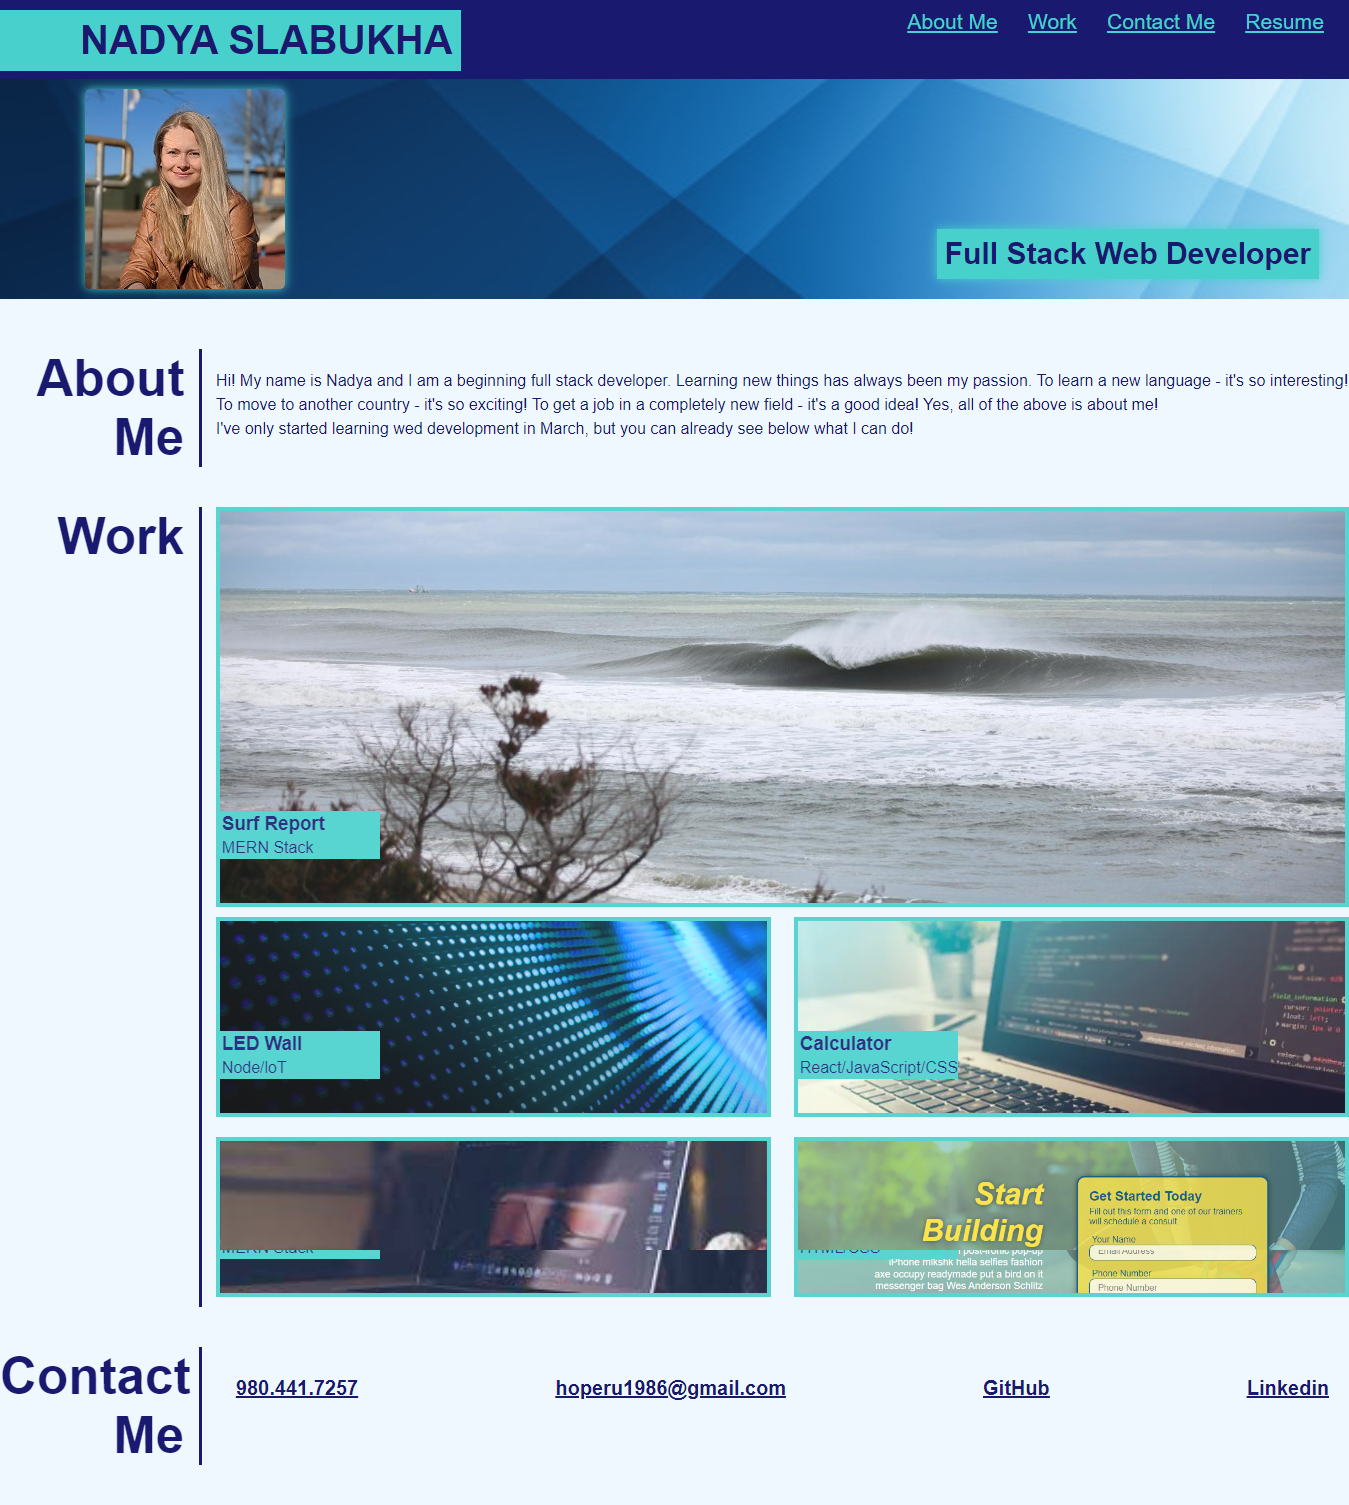 NADYA SLABUKHA
About Me Work Contact Me Resume
Full Stack Web Developer
About
Me
Hi! My name is Nadya and I am a beginning full stack developer. Learning new things has always been my passion. To learn a new language - it's so interesting!
To move to another country - it's so exciting! To get a job in a completely new field - it's a good idea! Yes, all of the above is about me!
I've only started learning wed development in March, but you can already see below what I can do!
Work
Surf Report
MERN Stack
LED Wall
Node/IoT
Calculator
React/JavaScript/CSS
MERN Stack
HTML/CSS
Start
Building
post-ironic pop-up
iPhone mlkshk hella selfies fashion
axe occupy readymade put a bird on it
messenger bag Wes Anderson Schlitz
Get Started Today
Fill out this form and one of our trainers
will schedule a consult
Your Name
Email Address
Phone Number
Phone Number
Contact
Me
980.441.7257 hoperu1986@gmail.com GitHub Linkedin